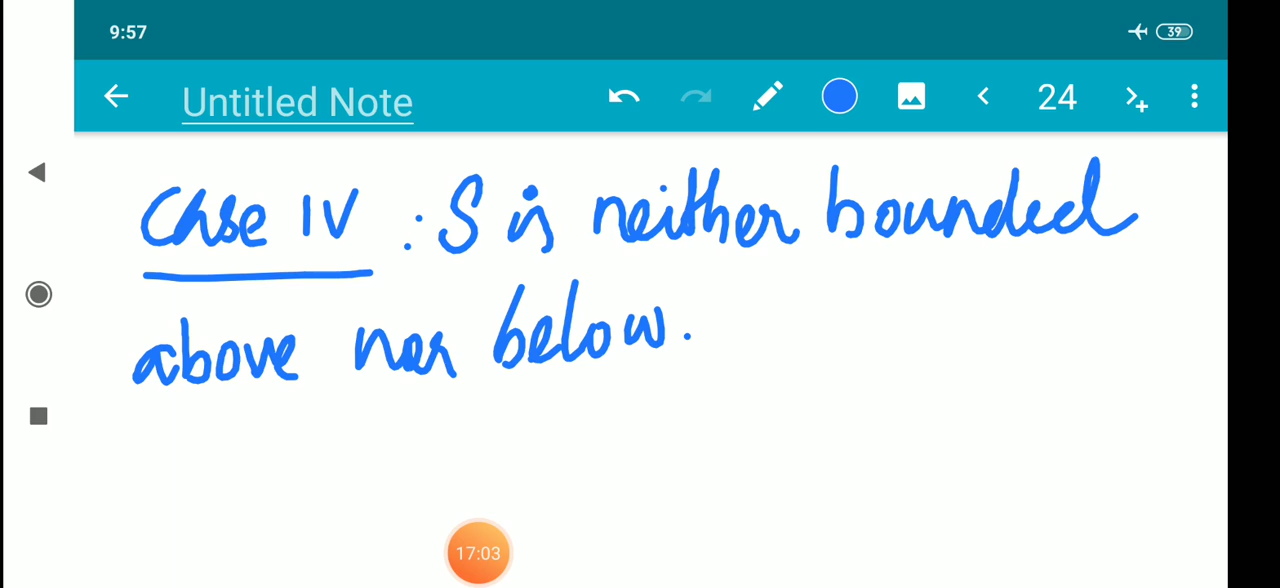 9:57
39
Untitled Note
24
Case IV : S is neither bounded
above nor below.
17:03